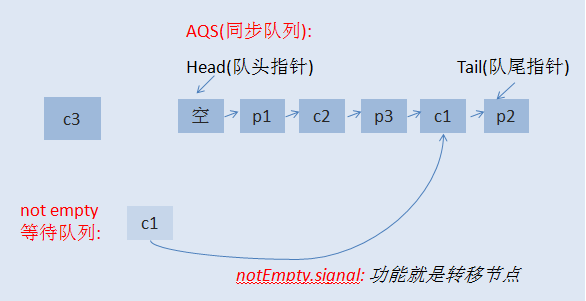 AQS(同步队列):
Head(队头指针)
Tail(队尾指针)
c3
空
p1
c2
p3
c1
p2
not empty
等待队列:
c1
notEmpty.signal: 功能就是转移节点